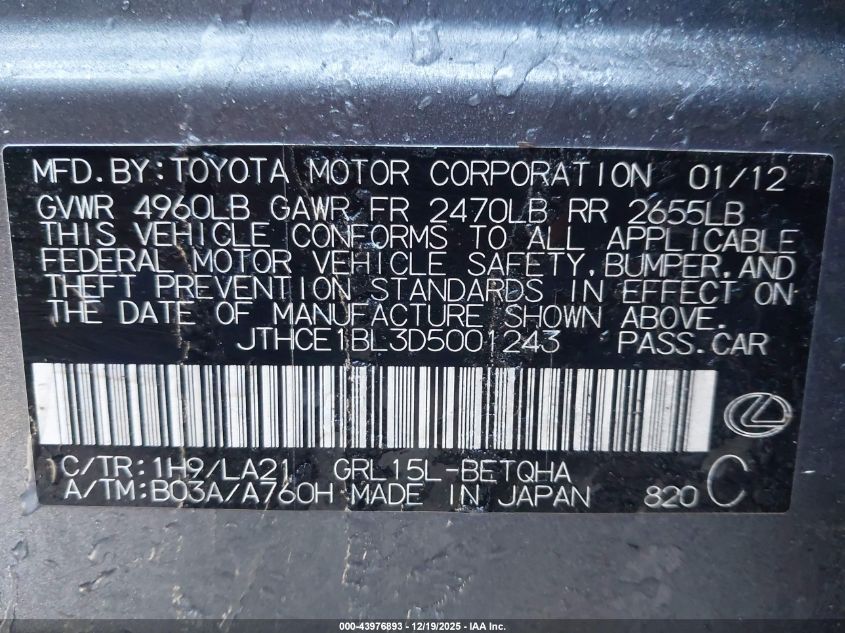 MFD.BY:TOYOTA MOTOR CORPORATION 01/12
GVWR 4960LB GAWR FR 2470LB RR 2655LB
THIS VEHICLE CONFORMS TO ALL APPLICABLE
FEDERAL MOTOR VEHICLE SAFETY,BUMPER,AND
THEFT PREVENTION STANDARDS IN EFFECT ON
THE DATE OF MANUFACTURE SHOWN ABOVE.
JTHCE1BL3D5001243 PASS.CAR
C/TR:1H9/LA21 GRL15L-BETQHA
A/TM:B03A/A760H MADE IN JAPAN 820 C
000-43976893 - 12/19/2025 - IAA Inc.